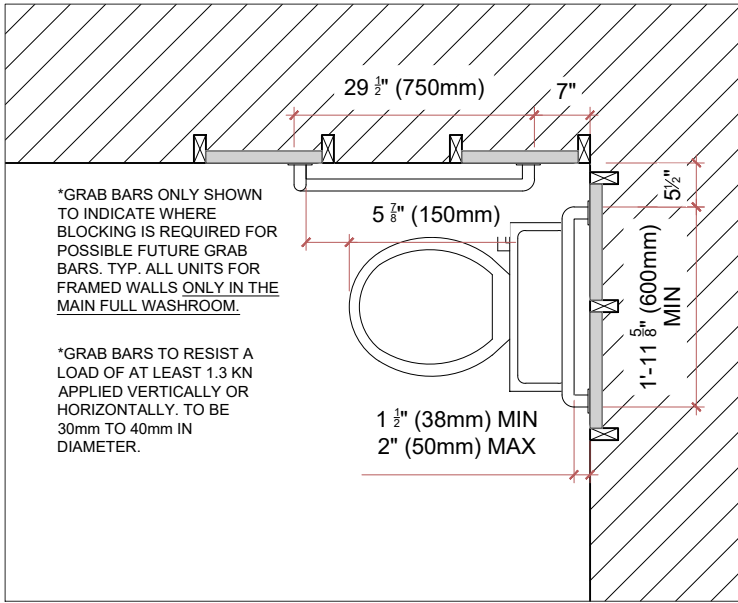 29 1/2" (750mm)
7"
5 1/2"
*GRAB BARS ONLY SHOWN
TO INDICATE WHERE
BLOCKING IS REQUIRED FOR
POSSIBLE FUTURE GRAB
BARS. TYP. ALL UNITS FOR
FRAMED WALLS ONLY IN THE
MAIN FULL WASHROOM.
5 7/8" (150mm)
1'-11 5/8" (600mm)
MIN
*GRAB BARS TO RESIST A
LOAD OF AT LEAST 1.3 KN
APPLIED VERTICALLY OR
HORIZONTALLY. TO BE
30mm TO 40mm IN
DIAMETER.
1 1/2" (38mm) MIN
2" (50mm) MAX